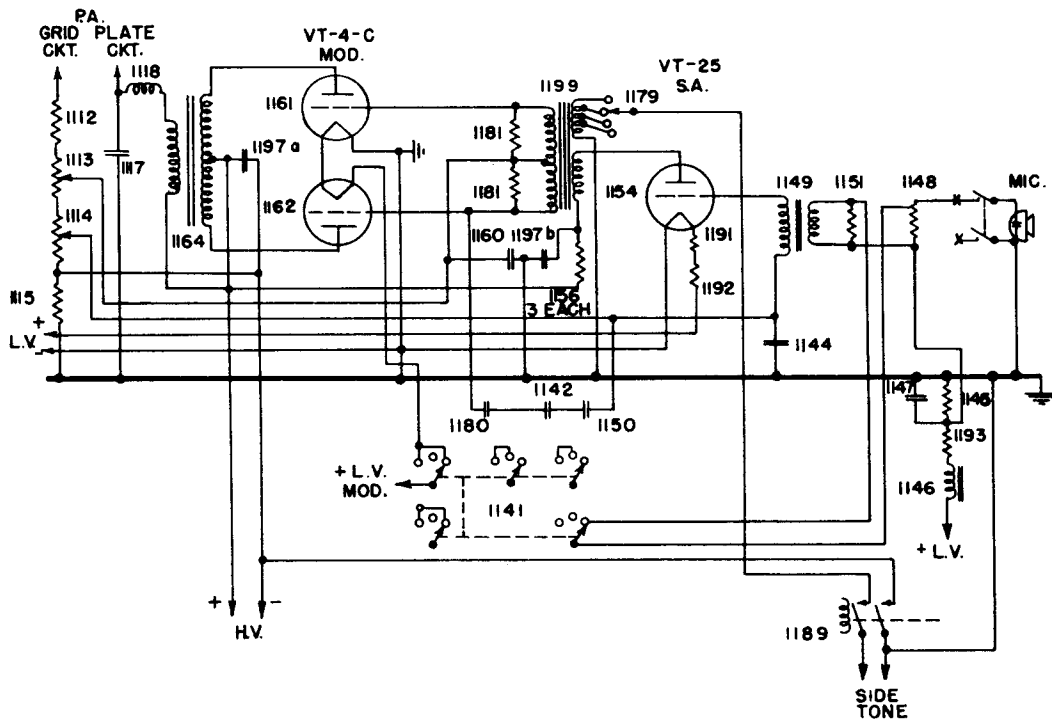 P.A.
GRID PLATE
CKT. CKT.
VT-4-C
MOD.
VT-25
S.A.
1118
1199
1179
1161
1112
1181
1117
1197a
1113
1181
1154
1149
1151
1148
MIC.
1162
1114
1164
1160
1197b
1191
1115
1156
3 EACH
1192
+
L.V.
-
1144
1142
1147
1145
1180
1150
1193
+ L.V.
MOD.
1141
1146
+ L.V.
+
-
H.V.
1189
SIDE
TONE